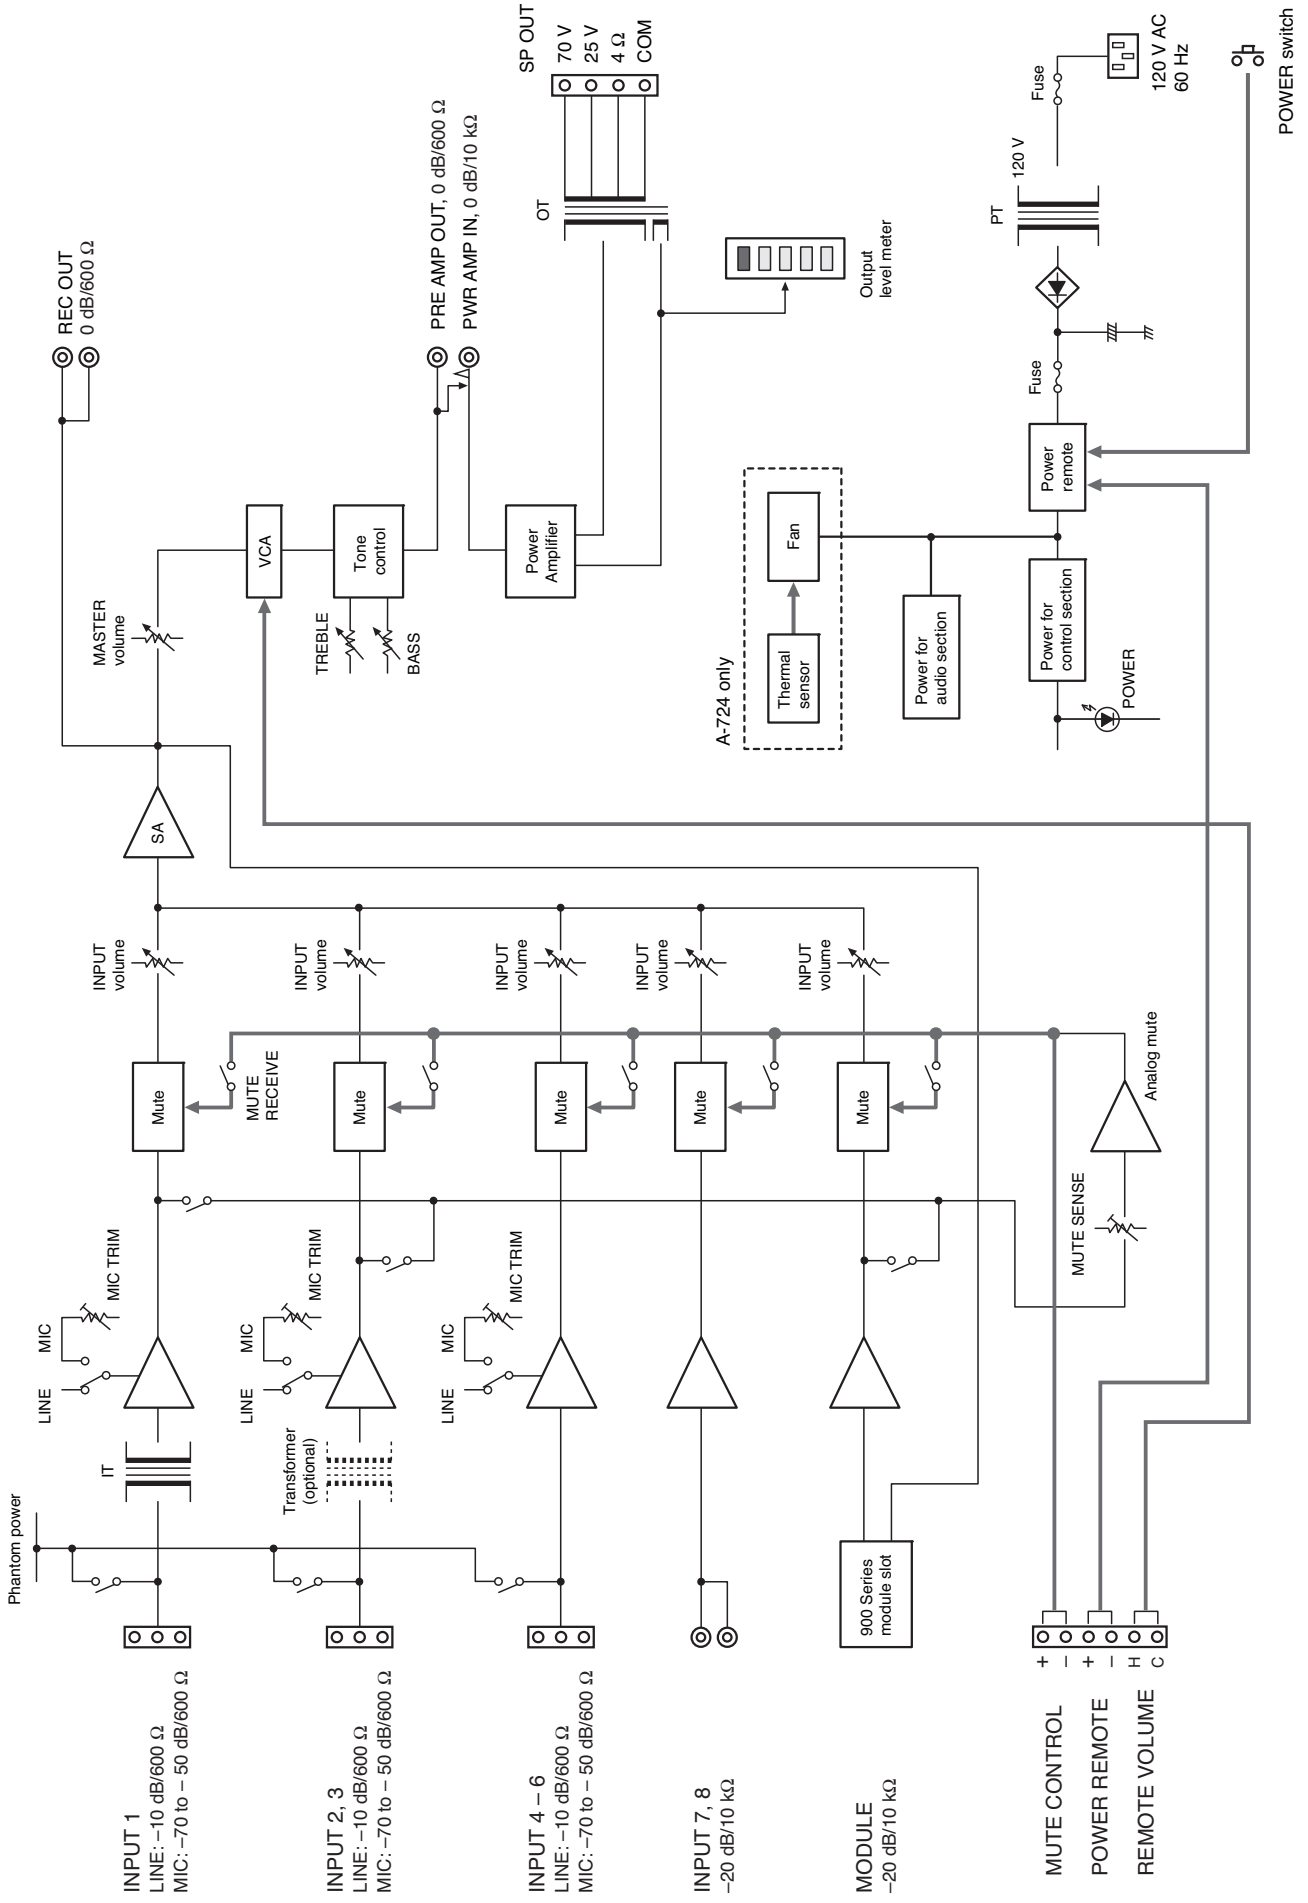 Phantom power
INPUT 1
LINE: –10 dB/600 Ω
MIC: –70 to – 50 dB/600 Ω
IT
LINE
MIC
MIC TRIM
Mute
MUTE
RECEIVE
INPUT
volume
SA
MASTER
volume
REC OUT
0 dB/600 Ω
INPUT 2, 3
LINE: –10 dB/600 Ω
MIC: –70 to – 50 dB/600 Ω
Transformer
(optional)
LINE
MIC
MIC TRIM
Mute
INPUT
volume
VCA
Tone
control
TREBLE
BASS
PRE AMP OUT, 0 dB/600 Ω
PWR AMP IN, 0 dB/10 kΩ
INPUT 4 – 6
LINE: –10 dB/600 Ω
MIC: –70 to – 50 dB/600 Ω
LINE
MIC
MIC TRIM
Mute
INPUT
volume
Power
Amplifier
OT
SP OUT
70 V
25 V
4 Ω
COM
INPUT 7, 8
–20 dB/10 kΩ
Mute
INPUT
volume
Output
level meter
MODULE
–20 dB/10 kΩ
900 Series
module slot
Mute
INPUT
volume
A-724 only
Thermal
sensor
Fan
Power for
audio section
MUTE CONTROL
+
–
POWER REMOTE
+
–
REMOTE VOLUME
H
C
MUTE SENSE
Analog mute
POWER
Power for
control section
Power
remote
Fuse
PT
120 V
Fuse
120 V AC
60 Hz
POWER switch